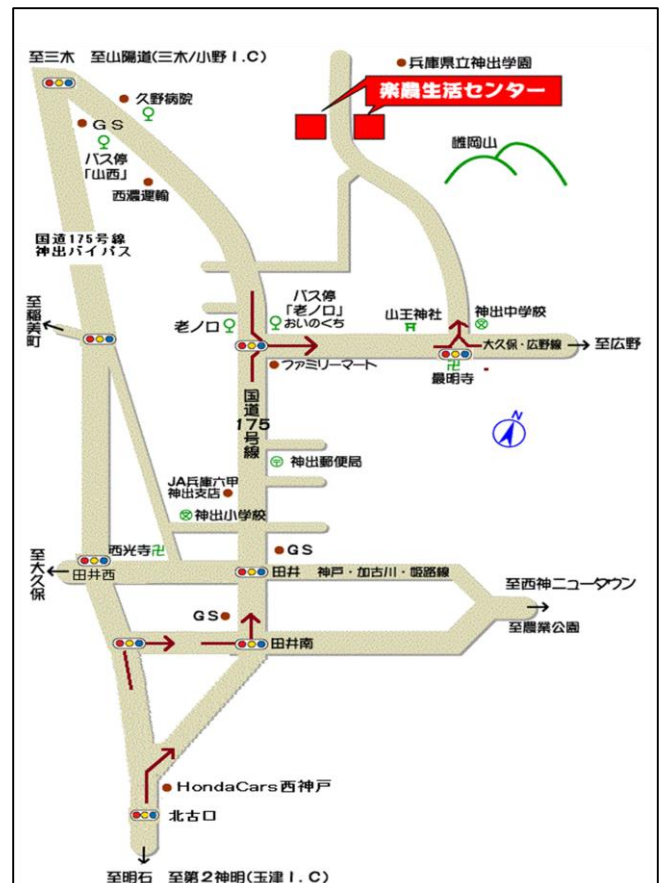 至三木 至山陽道(三木/小野I.C)
兵庫県立神出学園
楽農生活センター
久野病院
GS
バス停
「山西」
西濃運輸
雌岡山
国道175号線
神出バイパス
至稲美町
バス停
「老ノ口」
おいのくち
老ノ口
山王神社
神出中学校
大久保・広野線
至広野
ファミリーマート
最明寺
国道175号線
N
神出郵便局
JA兵庫六甲
神出支店
神出小学校
西光寺
GS
至大久保
田井西
田井 神戸・加古川・姫路線
至西神ニュータウン
至農業公園
GS
田井南
HondaCars西神戸
北古口
至明石 至第2神明(玉津I.C)